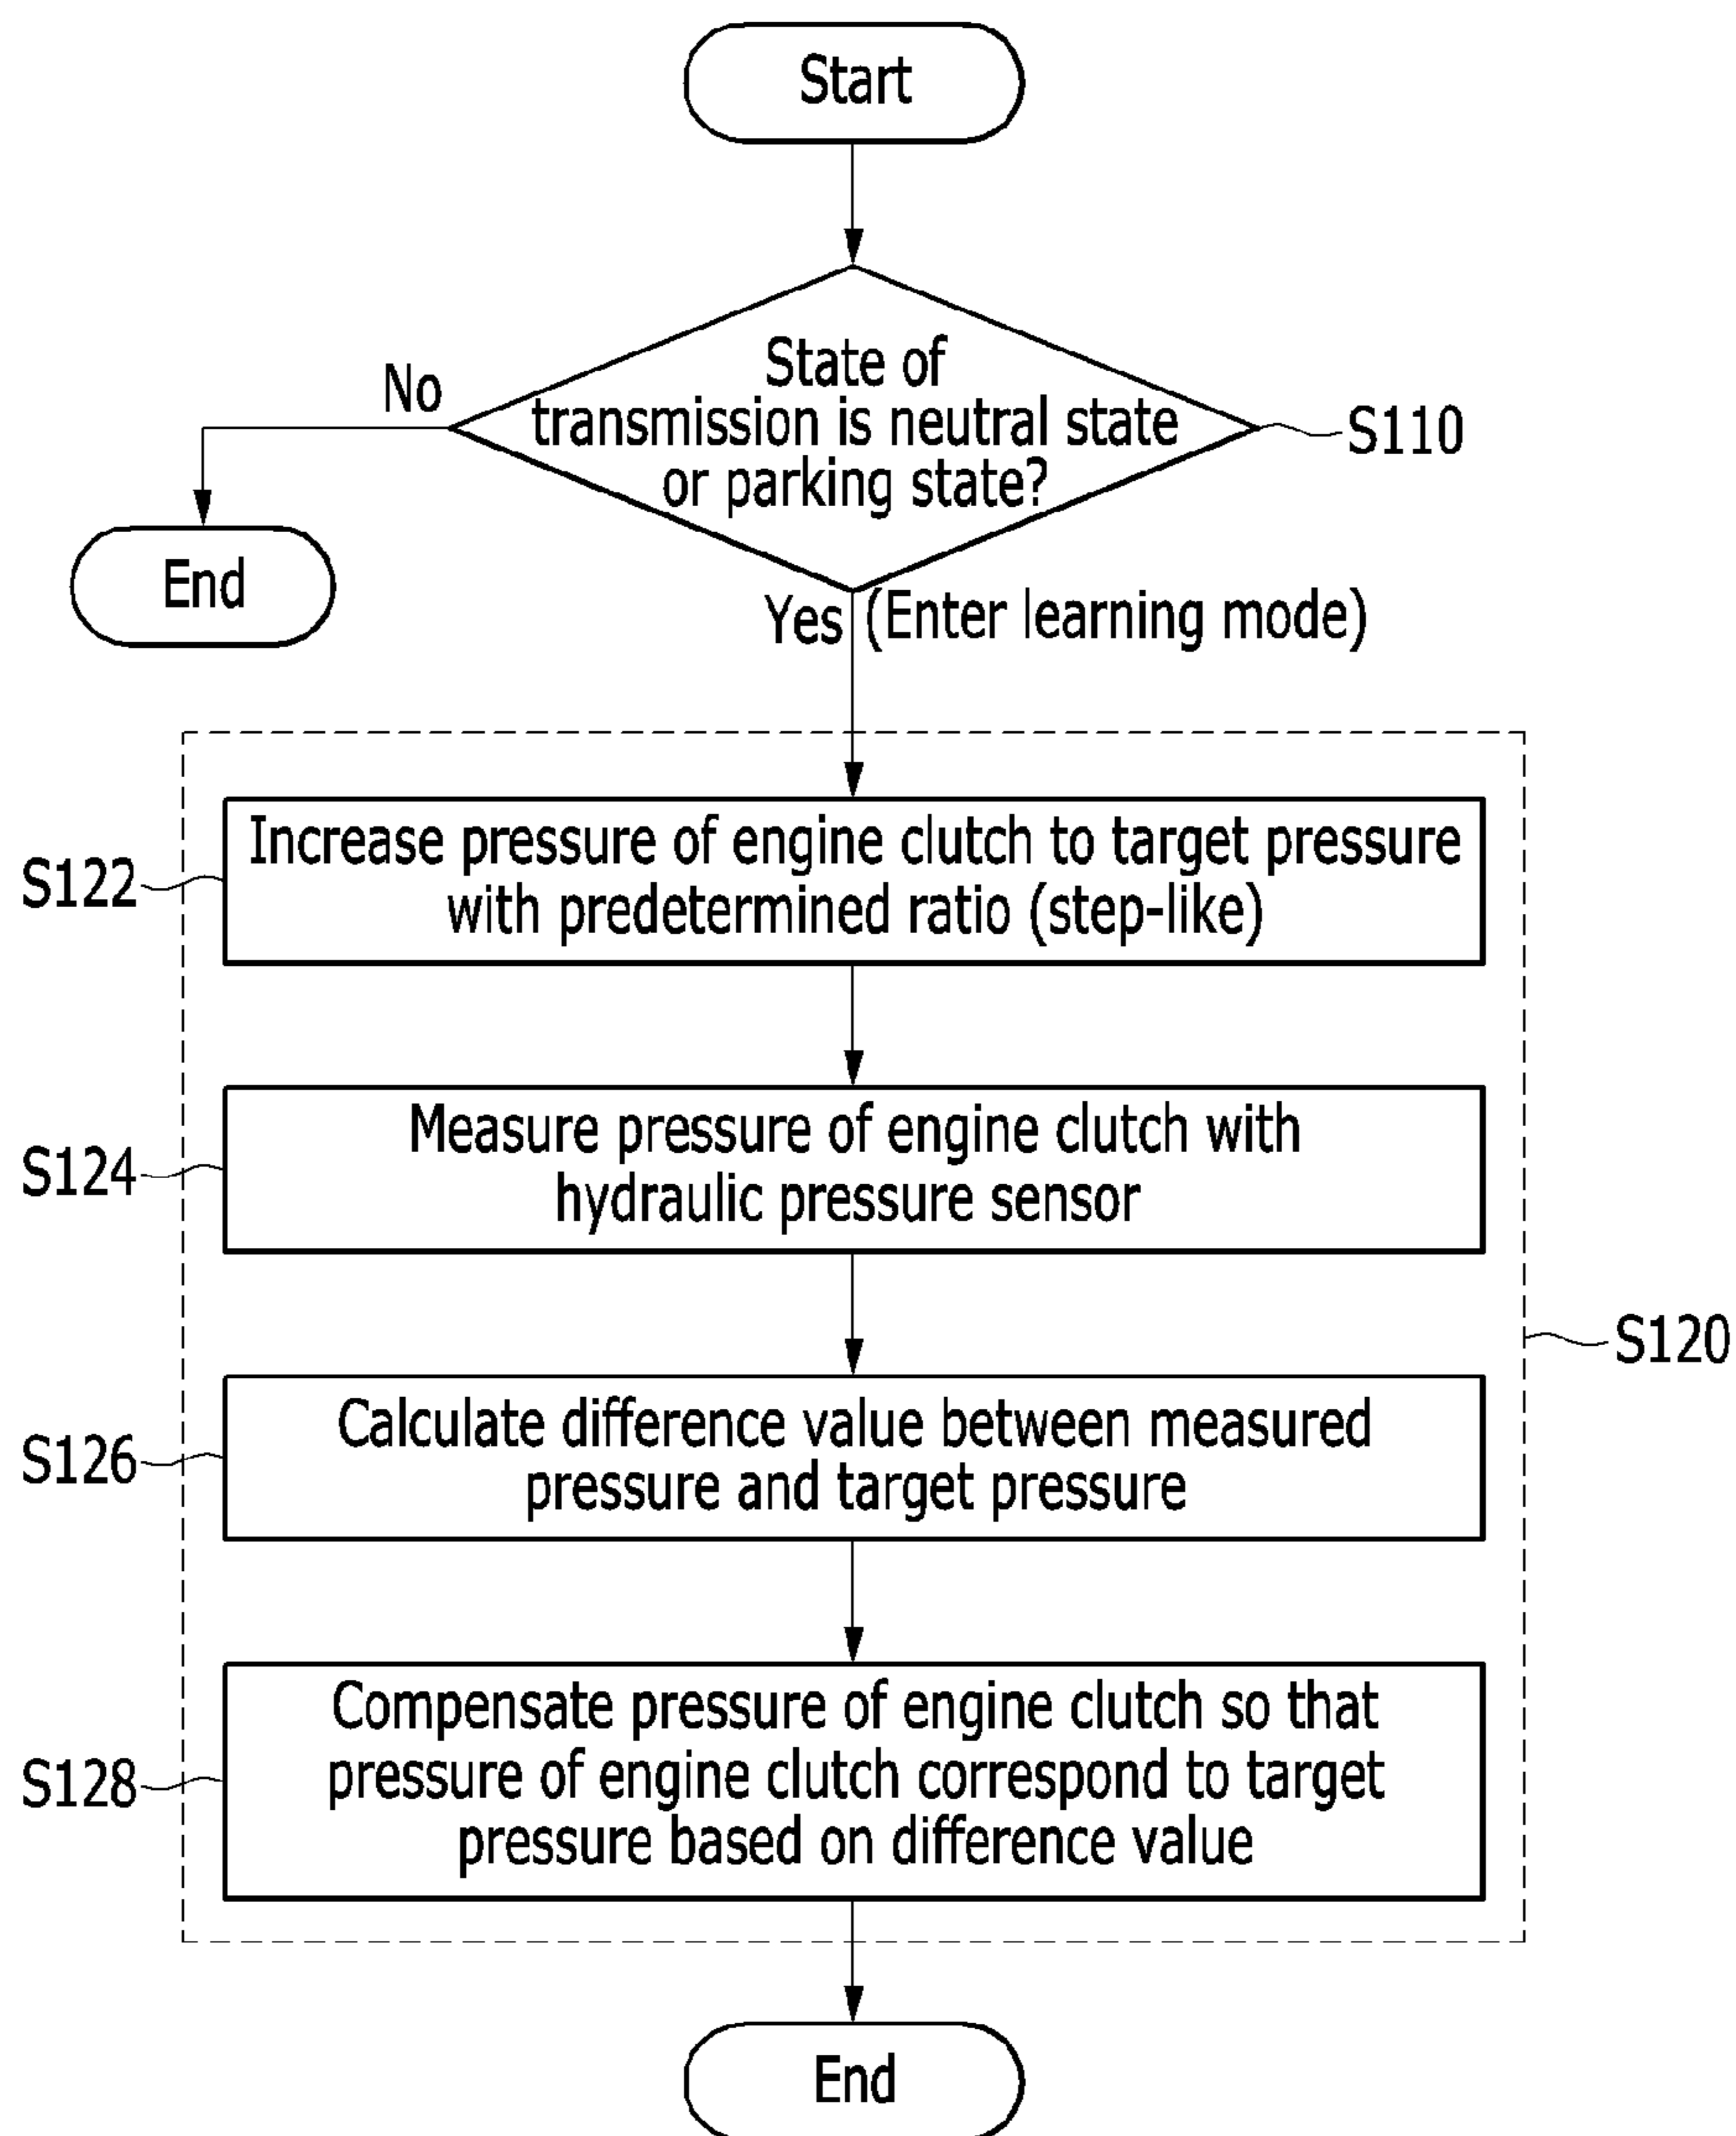 Start
State of
transmission is neutral state
or parking state?
S110
No
End
Yes (Enter learning mode)
S122
Increase pressure of engine clutch to target pressure
with predetermined ratio (step-like)
S124
Measure pressure of engine clutch with
hydraulic pressure sensor
S120
S126
Calculate difference value between measured
pressure and target pressure
S128
Compensate pressure of engine clutch so that
pressure of engine clutch correspond to target
pressure based on difference value
End